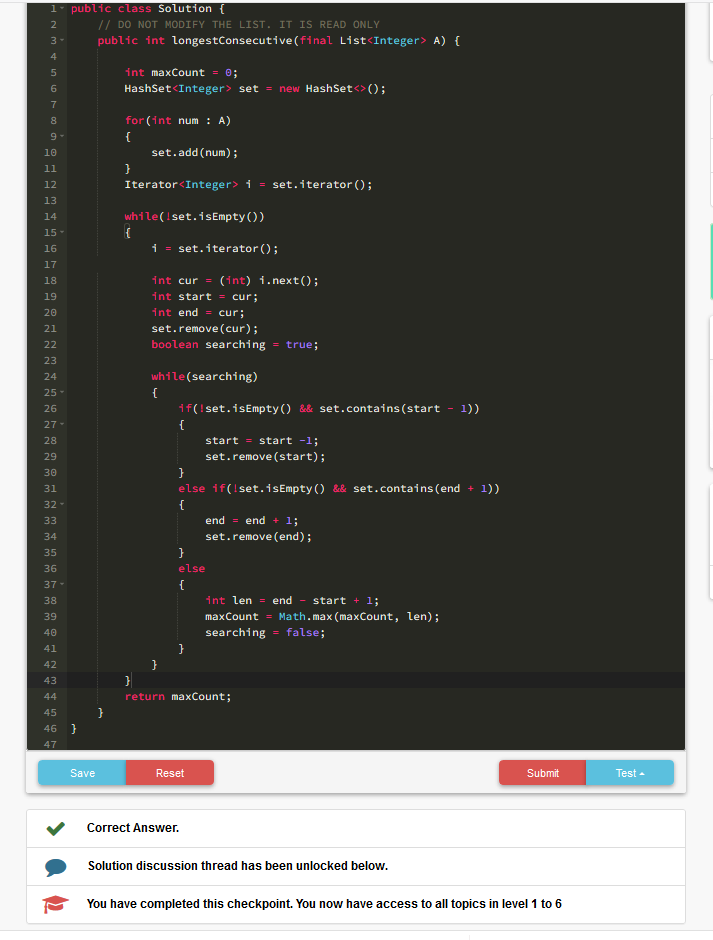 1 public class Solution {
2 // DO NOT MODIFY THE LIST. IT IS READ ONLY
3 public int longestConsecutive(final List<Integer> A) {
4
5 int maxCount = 0;
6 HashSet<Integer> set = new HashSet<>();
7
8 for(int num : A)
9 {
10 set.add(num);
11 }
12 Iterator<Integer> i = set.iterator();
13
14 while(!set.isEmpty())
15 {
16 i = set.iterator();
17
18 int cur = (int) i.next();
19 int start = cur;
20 int end = cur;
21 set.remove(cur);
22 boolean searching = true;
23
24 while(searching)
25 {
26 if(!set.isEmpty() && set.contains(start - 1))
27 {
28 start = start -1;
29 set.remove(start);
30 }
31 else if(!set.isEmpty() && set.contains(end + 1))
32 {
33 end = end + 1;
34 set.remove(end);
35 }
36 else
37 {
38 int len = end - start + 1;
39 maxCount = Math.max(maxCount, len);
40 searching = false;
41 }
42 }
43 }
44 return maxCount;
45 }
46 }
47
Save Reset Submit Test
Correct Answer.
Solution discussion thread has been unlocked below.
You have completed this checkpoint. You now have access to all topics in level 1 to 6